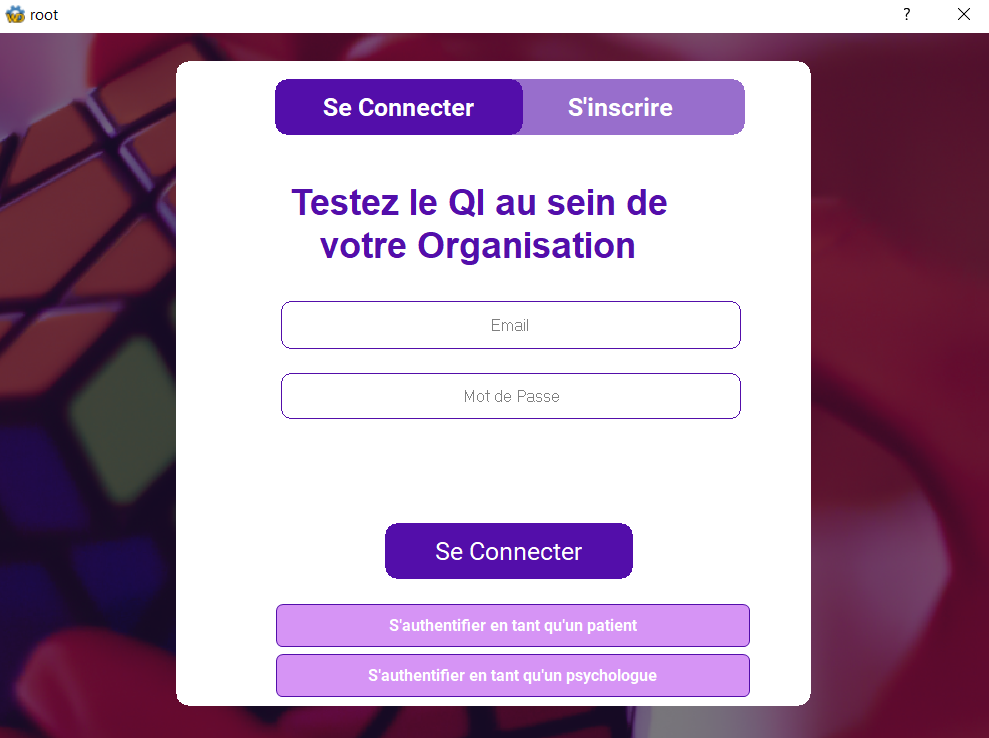 root
?
Se Connecter
S'inscrire
Testez le QI au sein de
votre Organisation
Email
Mot de Passe
Se Connecter
S'authentifier en tant qu'un patient
S'authentifier en tant qu'un psychologue